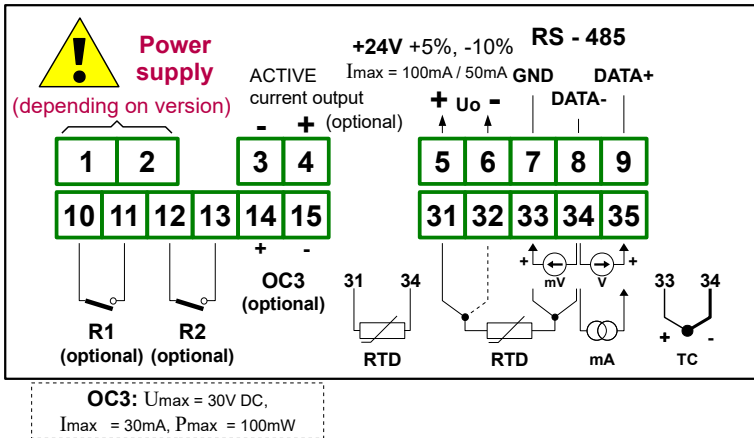 Power
supply
(depending on version)
ACTIVE
current output
(optional)
- +
+24V +5%, -10%
Imax = 100mA / 50mA
+ Uo -
RS - 485
GND DATA+
DATA-
1 2 3 4 5 6 7 8 9
10 11 12 13 14 15 31 32 33 34 35
+ -
OC3
(optional)
R1
(optional)
R2
(optional)
31 34
RTD
RTD
+ mV V +
mA
33 34
+ -
TC
OC3: Umax = 30V DC,
Imax = 30mA, Pmax = 100mW